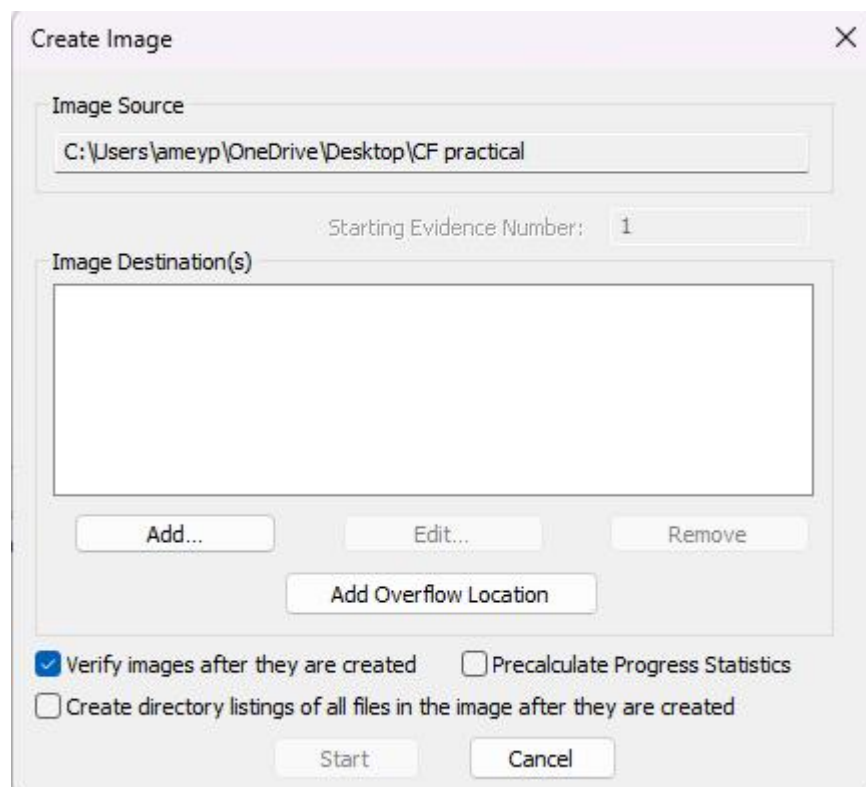 Create Image
Image Source
C:\Users\ameyp\OneDrive\Desktop\CF practical
Starting Evidence Number: 1
Image Destination(s)
Add... Edit... Remove
Add Overflow Location
Verify images after they are created Precalculate Progress Statistics
Create directory listings of all files in the image after they are created
Start Cancel